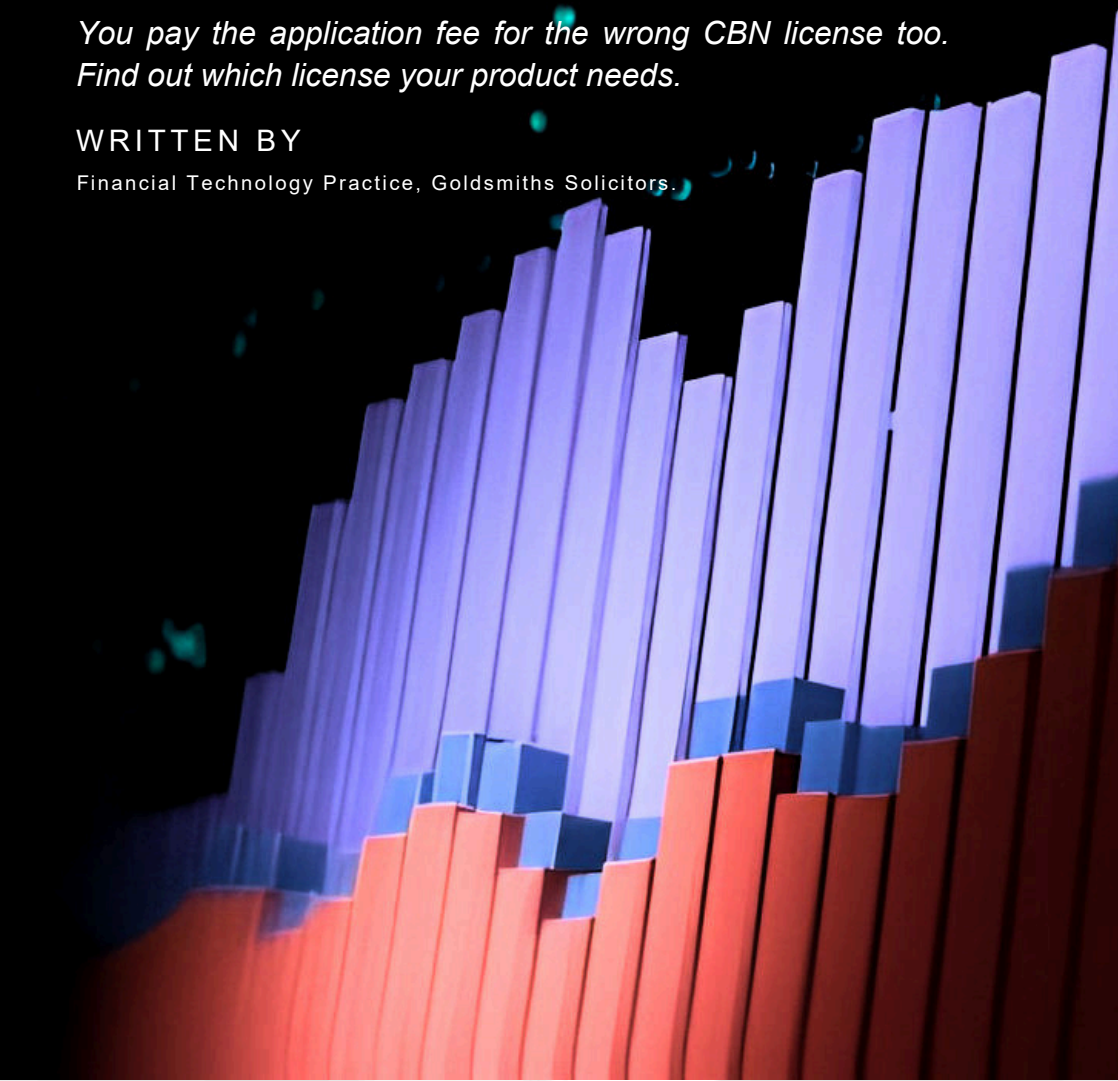 You pay the application fee for the wrong CBN license too.
Find out which license your product needs.
WRITTEN BY
Financial Technology Practice, Goldsmiths Solicitors.